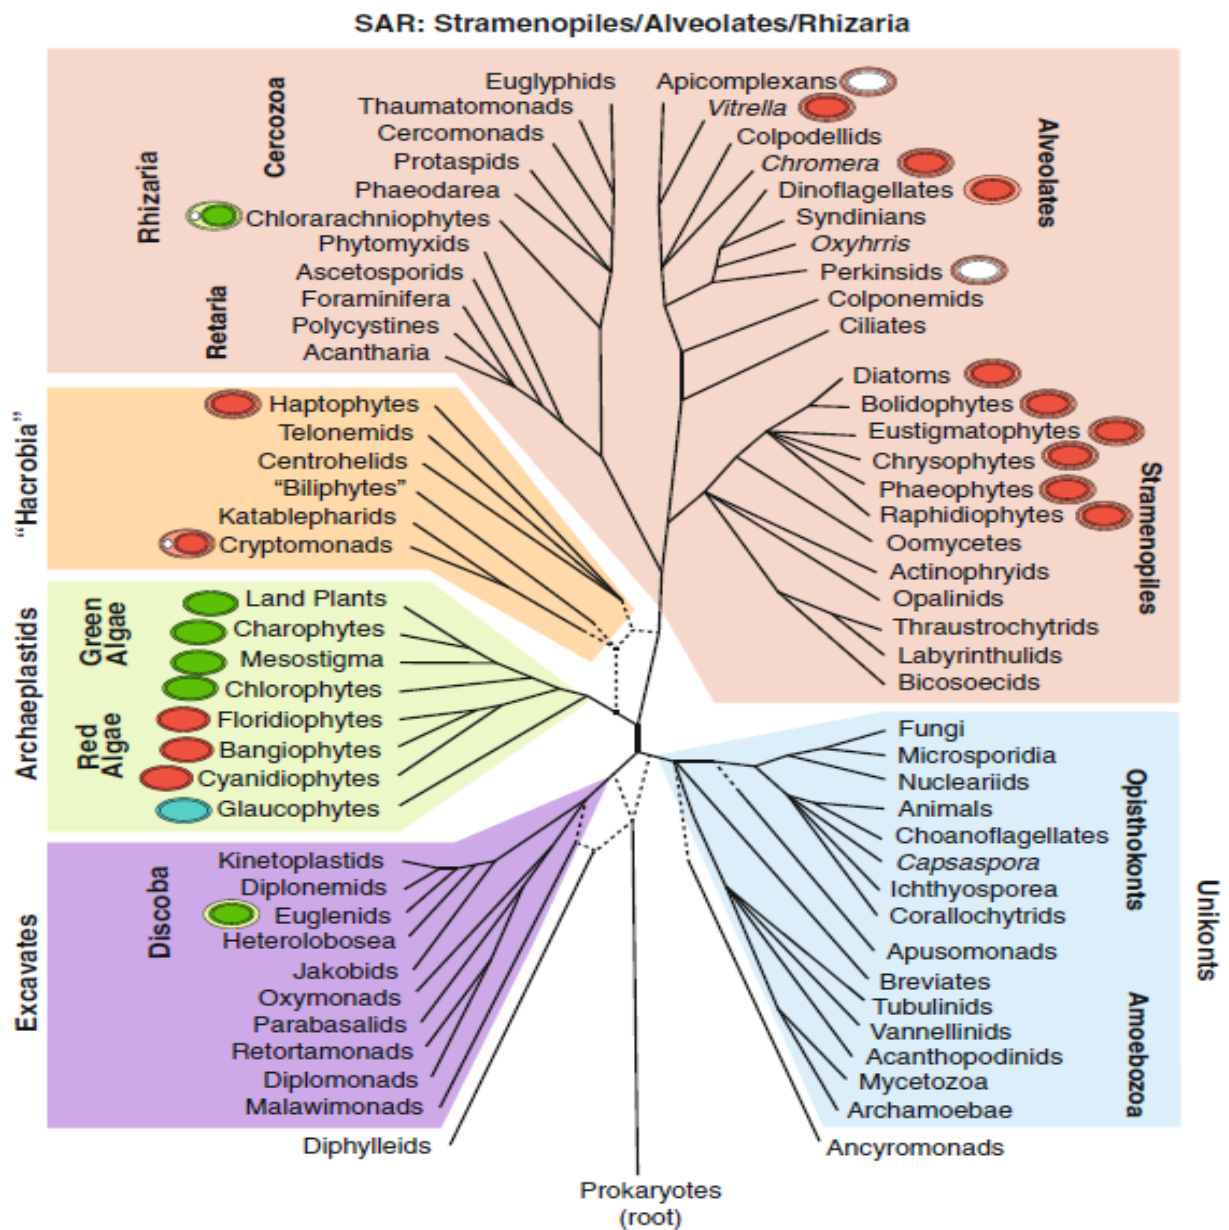 SAR: Stramenopiles/Alveolates/Rhizaria
Rhizaria
Cercozoa
Retaria
Euglyphids
Thaumatomonads
Cercomonads
Protaspids
Phaeodarea
Chlorarachniophytes
Phytomyxids
Ascetosporids
Foraminifera
Polycystines
Acantharia
Apicomplexans
Vitrella
Colpodellids
Chromera
Dinoflagellates
Syndinians
Oxyhrris
Perkinsids
Colponemids
Ciliates
Alveolates
Diatoms
Bolidophytes
Eustigmatophytes
Chrysophytes
Phaeophytes
Raphidiophytes
Oomycetes
Actinophryids
Opalinids
Thraustrochytrids
Labyrinthulids
Bicosoecids
Stramenopiles
"Hacrobia"
Haptophytes
Telonemids
Centrohelids
“Biliphytes”
Katablepharids
Cryptomonads
Archaeplastids
Green
Algae
Red
Algae
Land Plants
Charophytes
Mesostigma
Chlorophytes
Floridiophytes
Bangiophytes
Cyanidiophytes
Glaucophytes
Excavates
Discoba
Kinetoplastids
Diplonemids
Euglenids
Heterolobosea
Jakobids
Oxymonads
Parabasalids
Retortamonads
Diplomonads
Malawimonads
Diphylleids
Fungi
Microsporidia
Nucleariids
Animals
Choanoflagellates
Capsaspora
Ichthyosporea
Corallochytrids
Apusomonads
Breviates
Tubulinids
Vannellinids
Acanthopodinids
Mycetozoa
Archamoebae
Opisthokonts
Amoebozoa
Unikonts
Ancyromonads
Prokaryotes
(root)